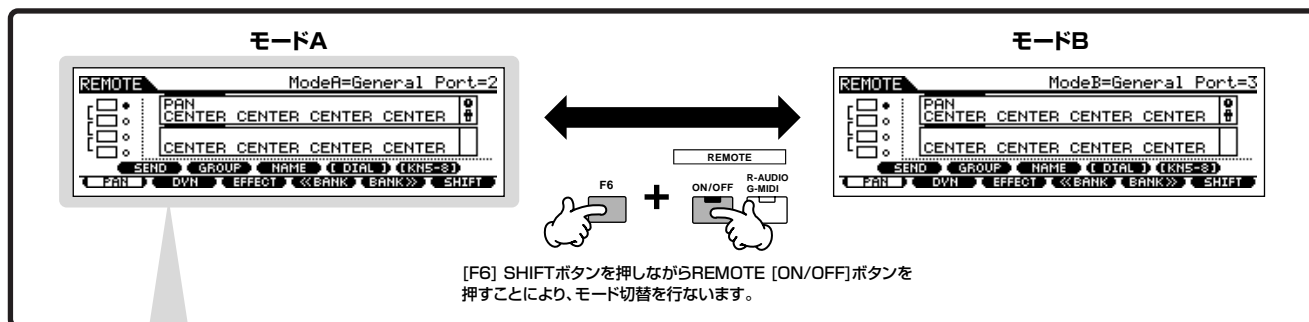 モードA
モードB
REMOTE ModeA=General Port=2
PAN
CENTER CENTER CENTER CENTER
CENTER CENTER CENTER CENTER
SEND GROUP NAME [ DIAL ] [KN5-8]
PAN DYN EFFECT <<BANK BANK>> SHIFT
REMOTE ModeB=General Port=3
PAN
CENTER CENTER CENTER CENTER
CENTER CENTER CENTER CENTER
SEND GROUP NAME [ DIAL ] [KN5-8]
PAN DYN EFFECT <<BANK BANK>> SHIFT
REMOTE
F6
+
ON/OFF
R-AUDIO
G-MIDI
[F6] SHIFTボタンを押しながらREMOTE [ON/OFF]ボタンを
押すことにより、モード切替を行ないます。